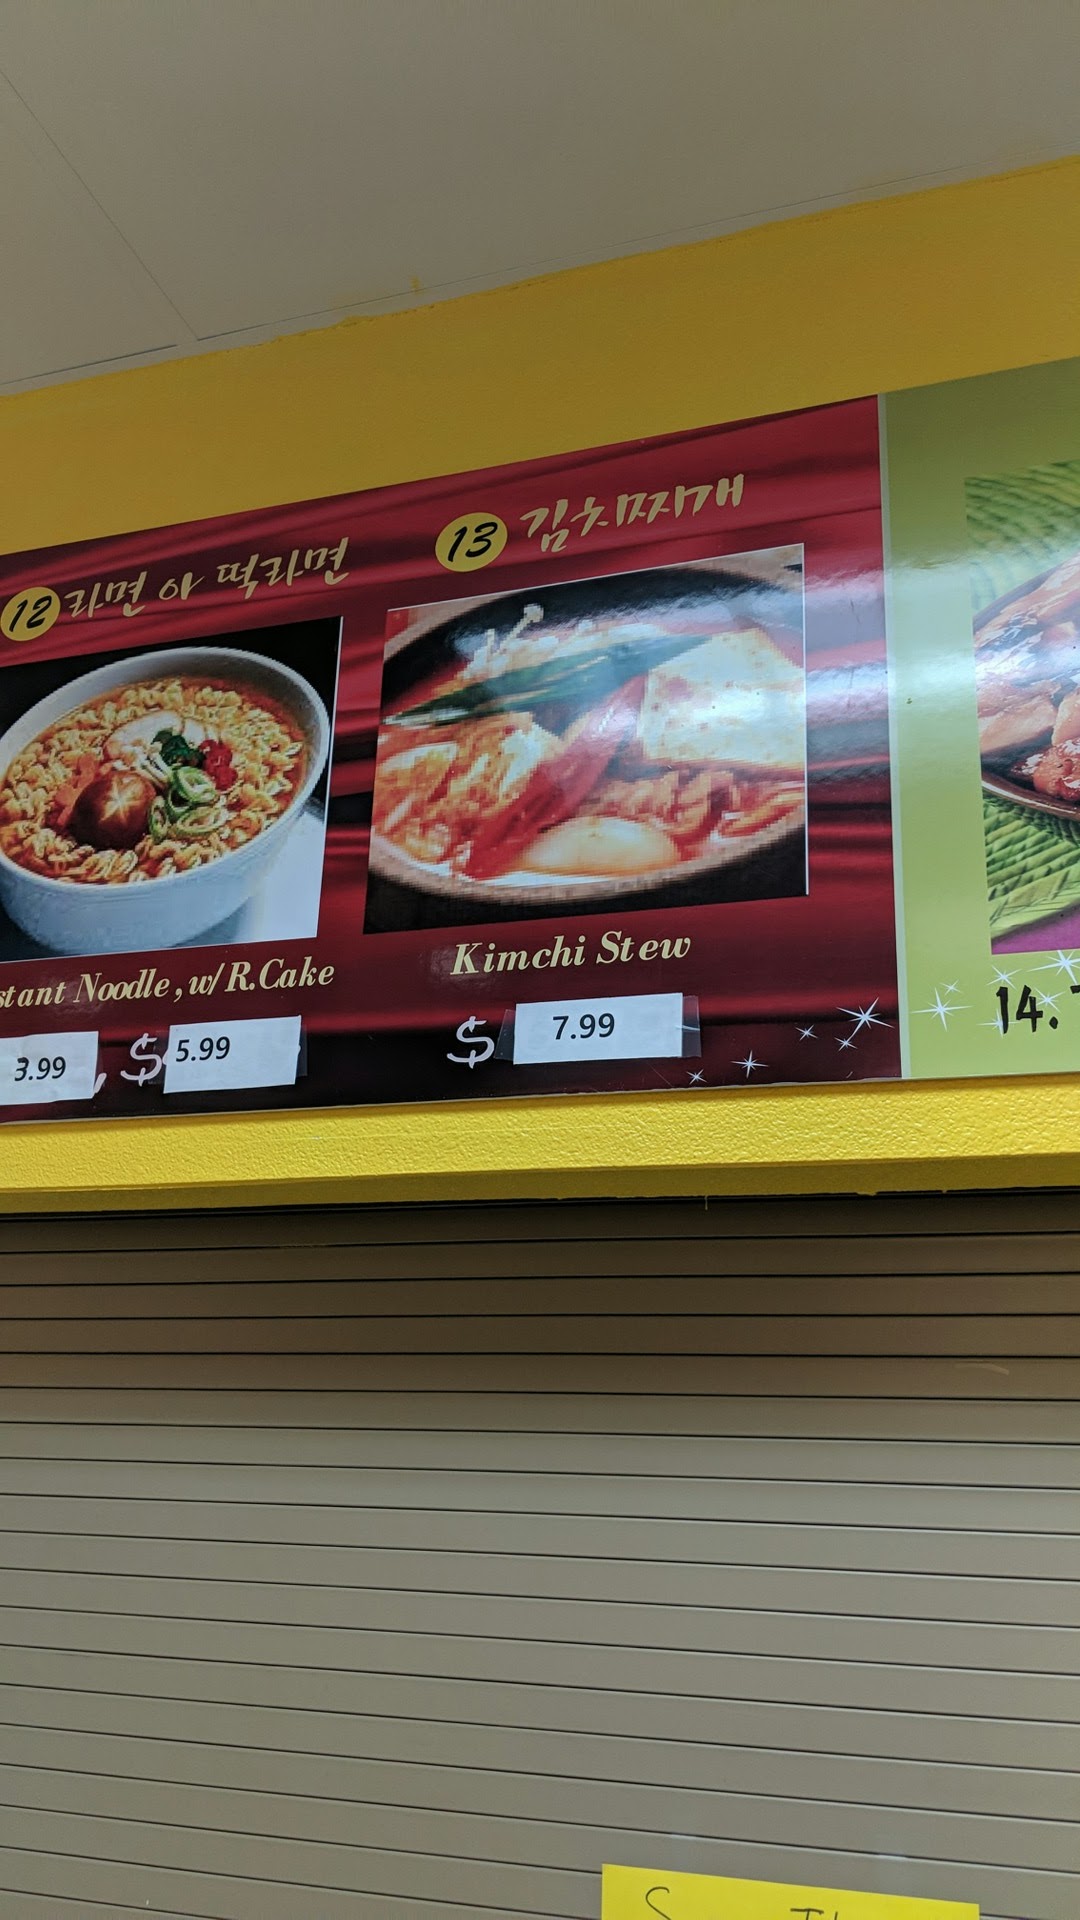 12 라면 아 떡라면
stant Noodle, w/ R.Cake
3.99, $ 5.99
13 김치찌개
Kimchi Stew
$ 7.99
14.